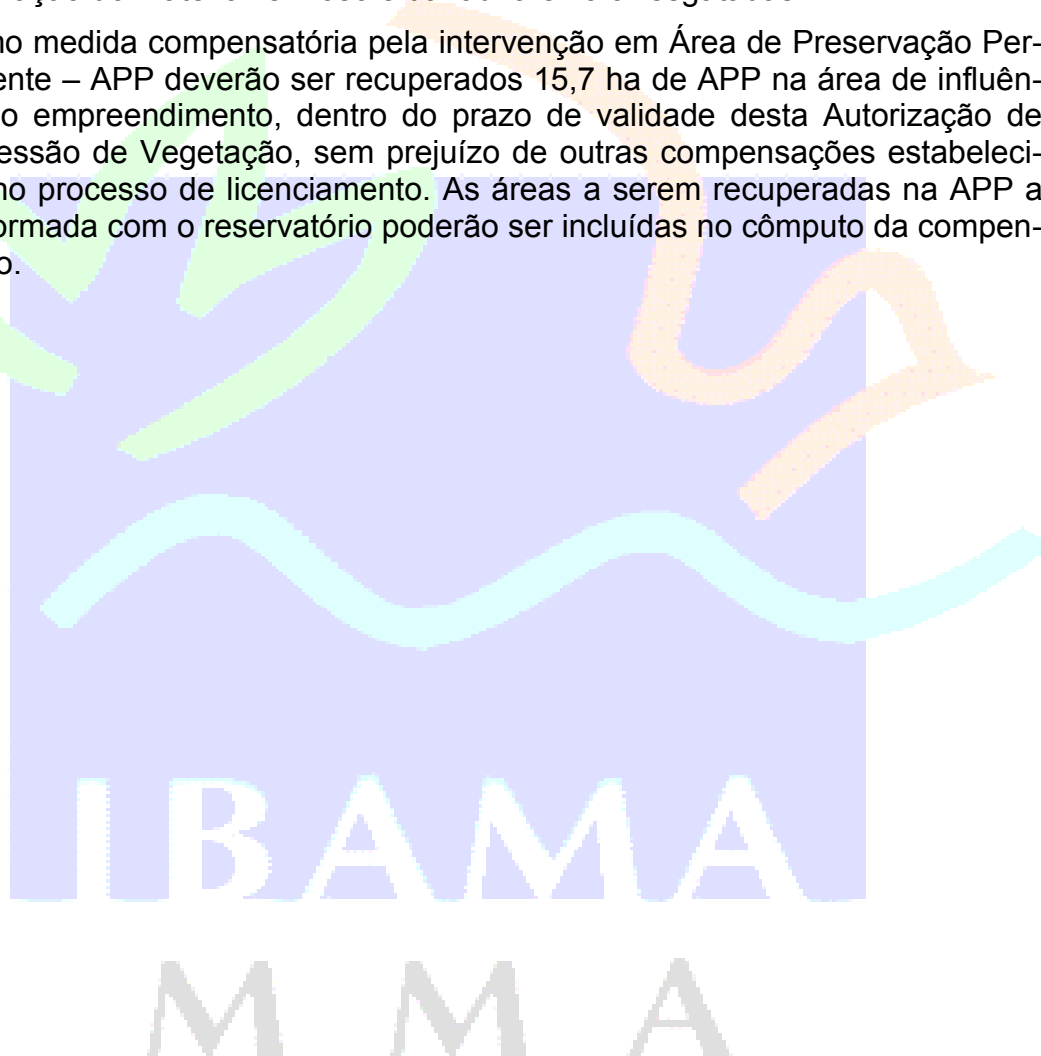 no medida compensatória pela intervenção em Área de Preservação Per-
ente – APP deverão ser recuperados 15,7 ha de APP na área de influên-
o empreendimento, dentro do prazo de validade desta Autorização de
essão de Vegetação, sem prejuízo de outras compensações estabeleci-
no processo de licenciamento. As áreas a serem recuperadas na APP a
ormada com o reservatório poderão ser incluídas no cômputo da compen-
o.
IBAMA
M M A